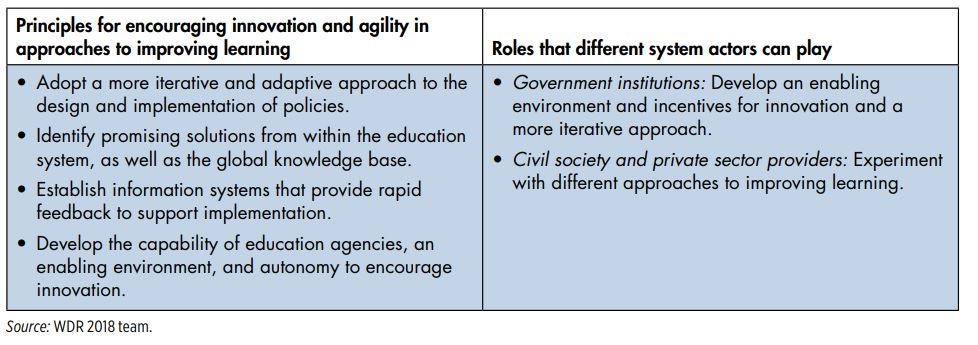 Principles for encouraging innovation and agility in
approaches to improving learning
Roles that different system actors can play
• Adopt a more iterative and adaptive approach to the
design and implementation of policies.
• Identify promising solutions from within the education
system, as well as the global knowledge base.
• Establish information systems that provide rapid
feedback to support implementation.
• Develop the capability of education agencies, an
enabling environment, and autonomy to encourage
innovation.
• Government institutions: Develop an enabling
environment and incentives for innovation and a
more iterative approach.
• Civil society and private sector providers: Experiment
with different approaches to improving learning.
Source: WDR 2018 team.